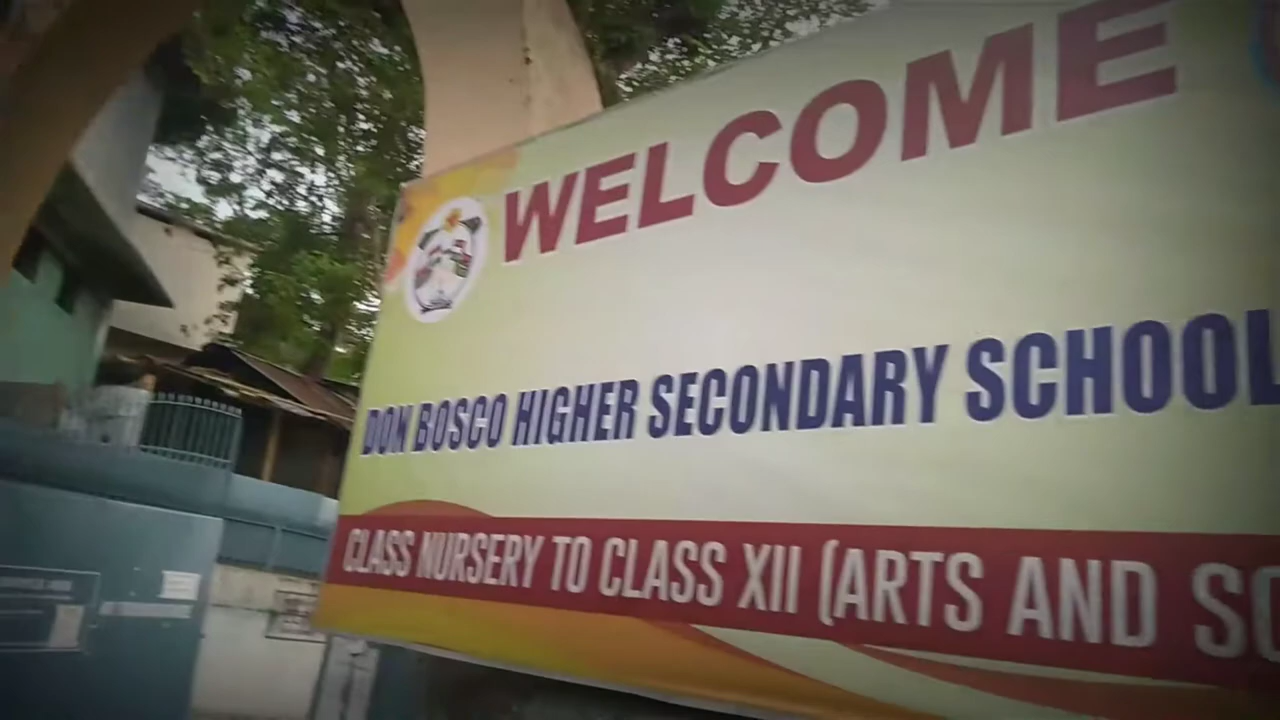 WELCOME
DON BOSCO HIGHER SECONDARY SCHOOL
CLASS NURSERY TO CLASS XII (ARTS AND SC